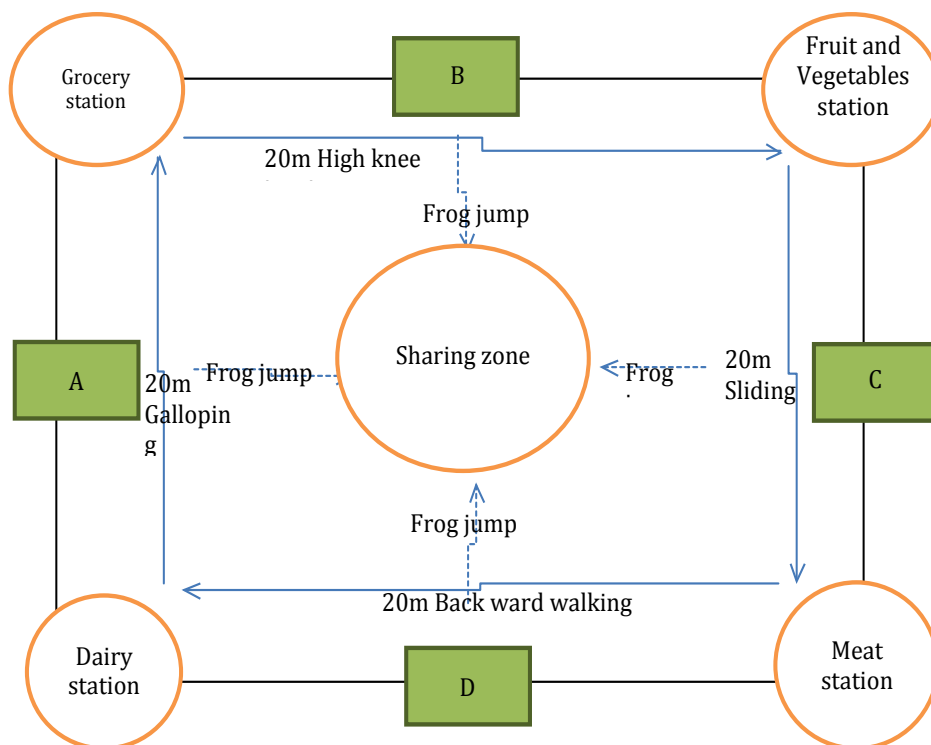 Grocery
station
B
Fruit and
Vegetables
station
20m High knee
Frog jump
Sharing zone
A
20m
Gallopin
g
Frog jump
Frog
20m
Sliding
C
Frog jump
20m Back ward walking
Dairy
station
D
Meat
station